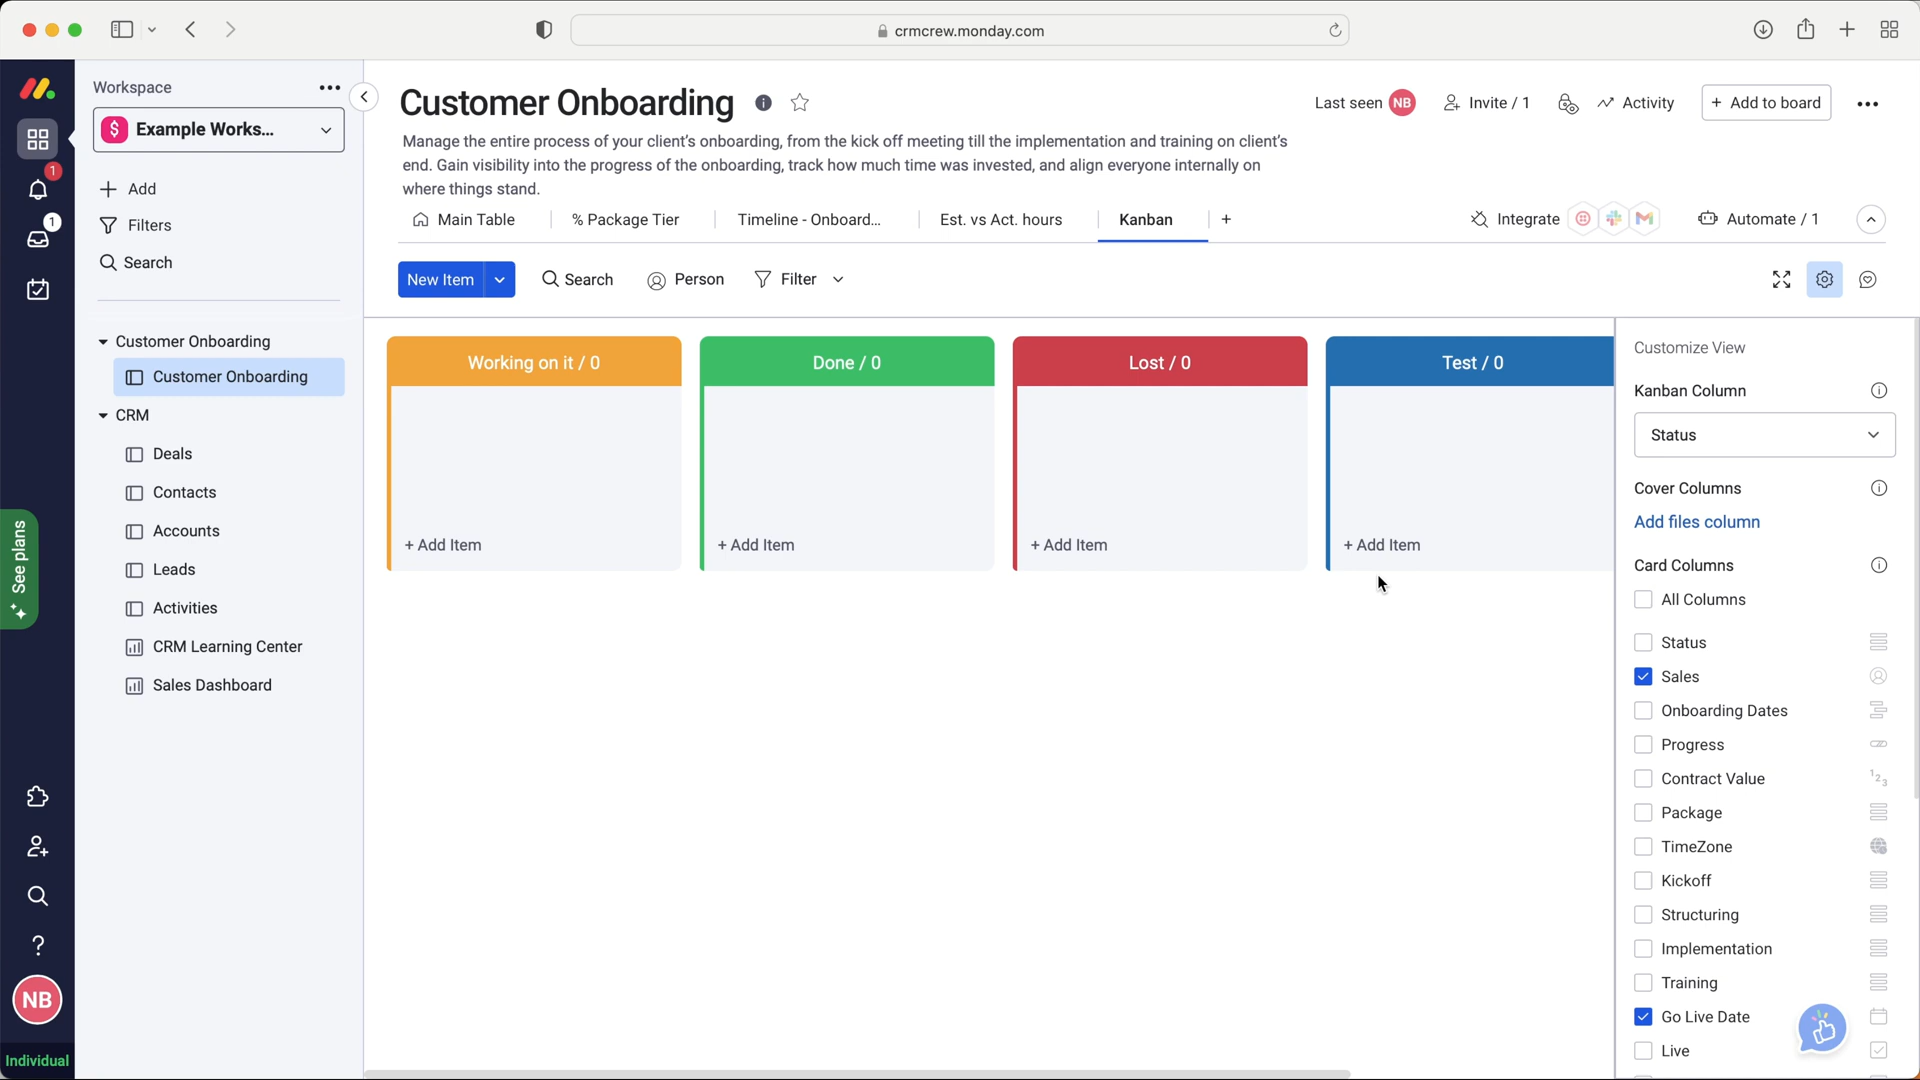 crmcrew.monday.com
Workspace
Example Works...
Add
Filters
Search
Customer Onboarding
Customer Onboarding
CRM
Deals
Contacts
Accounts
Leads
Activities
CRM Learning Center
Sales Dashboard
1
1
See plans
NB
Individual
Customer Onboarding
Last seen NB
Invite / 1
Activity
+ Add to board
Manage the entire process of your client's onboarding, from the kick off meeting till the implementation and training on client's
end. Gain visibility into the progress of the onboarding, track how much time was invested, and align everyone internally on
where things stand.
Main Table
% Package Tier
Timeline - Onboard...
Est. vs Act. hours
Kanban
+
Integrate
Automate / 1
New Item
Search
Person
Filter
Working on it / 0
Done / 0
Lost / 0
Test / 0
+ Add Item
+ Add Item
+ Add Item
+ Add Item
Customize View
Kanban Column
Status
Cover Columns
Add files column
Card Columns
All Columns
Status
Sales
Onboarding Dates
Progress
Contract Value
Package
TimeZone
Kickoff
Structuring
Implementation
Training
Go Live Date
Live